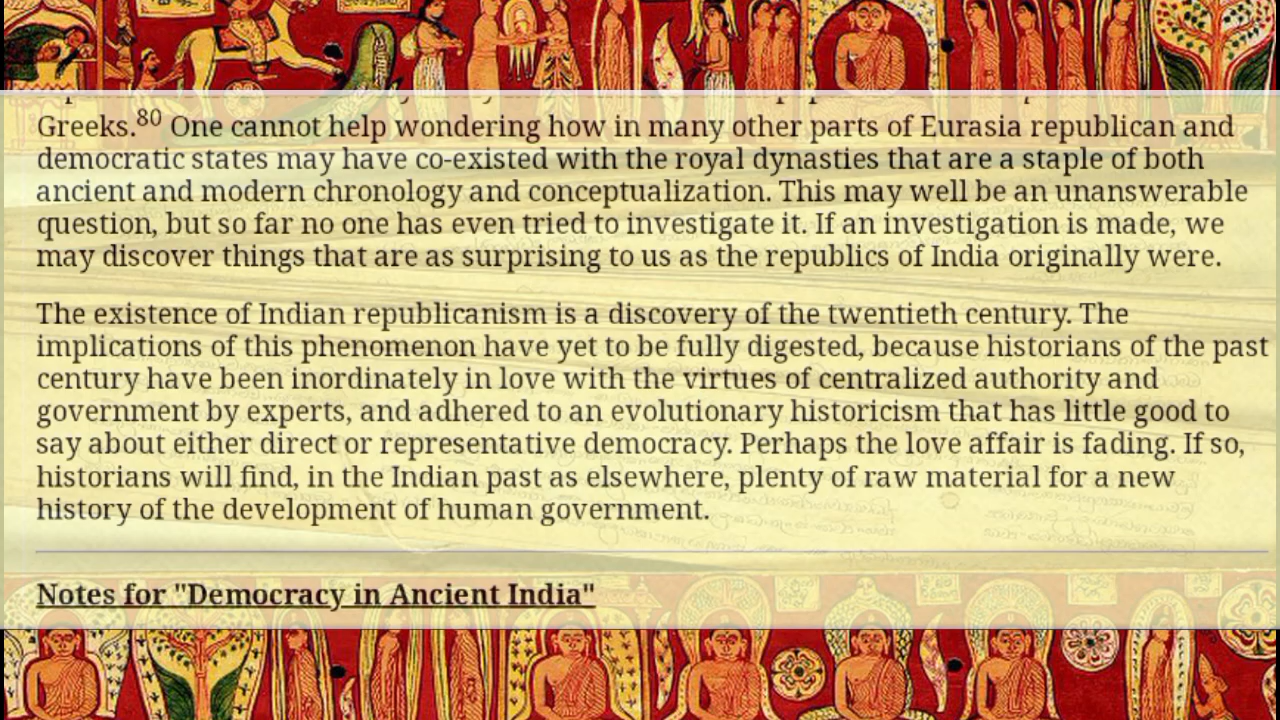 Greeks.80 One cannot help wondering how in many other parts of Eurasia republican and
democratic states may have co-existed with the royal dynasties that are a staple of both
ancient and modern chronology and conceptualization. This may well be an unanswerable
question, but so far no one has even tried to investigate it. If an investigation is made, we
may discover things that are as surprising to us as the republics of India originally were.
The existence of Indian republicanism is a discovery of the twentieth century. The
implications of this phenomenon have yet to be fully digested, because historians of the past
century have been inordinately in love with the virtues of centralized authority and
government by experts, and adhered to an evolutionary historicism that has little good to
say about either direct or representative democracy. Perhaps the love affair is fading. If so,
historians will find, in the Indian past as elsewhere, plenty of raw material for a new
history of the development of human government.
Notes for "Democracy in Ancient India"